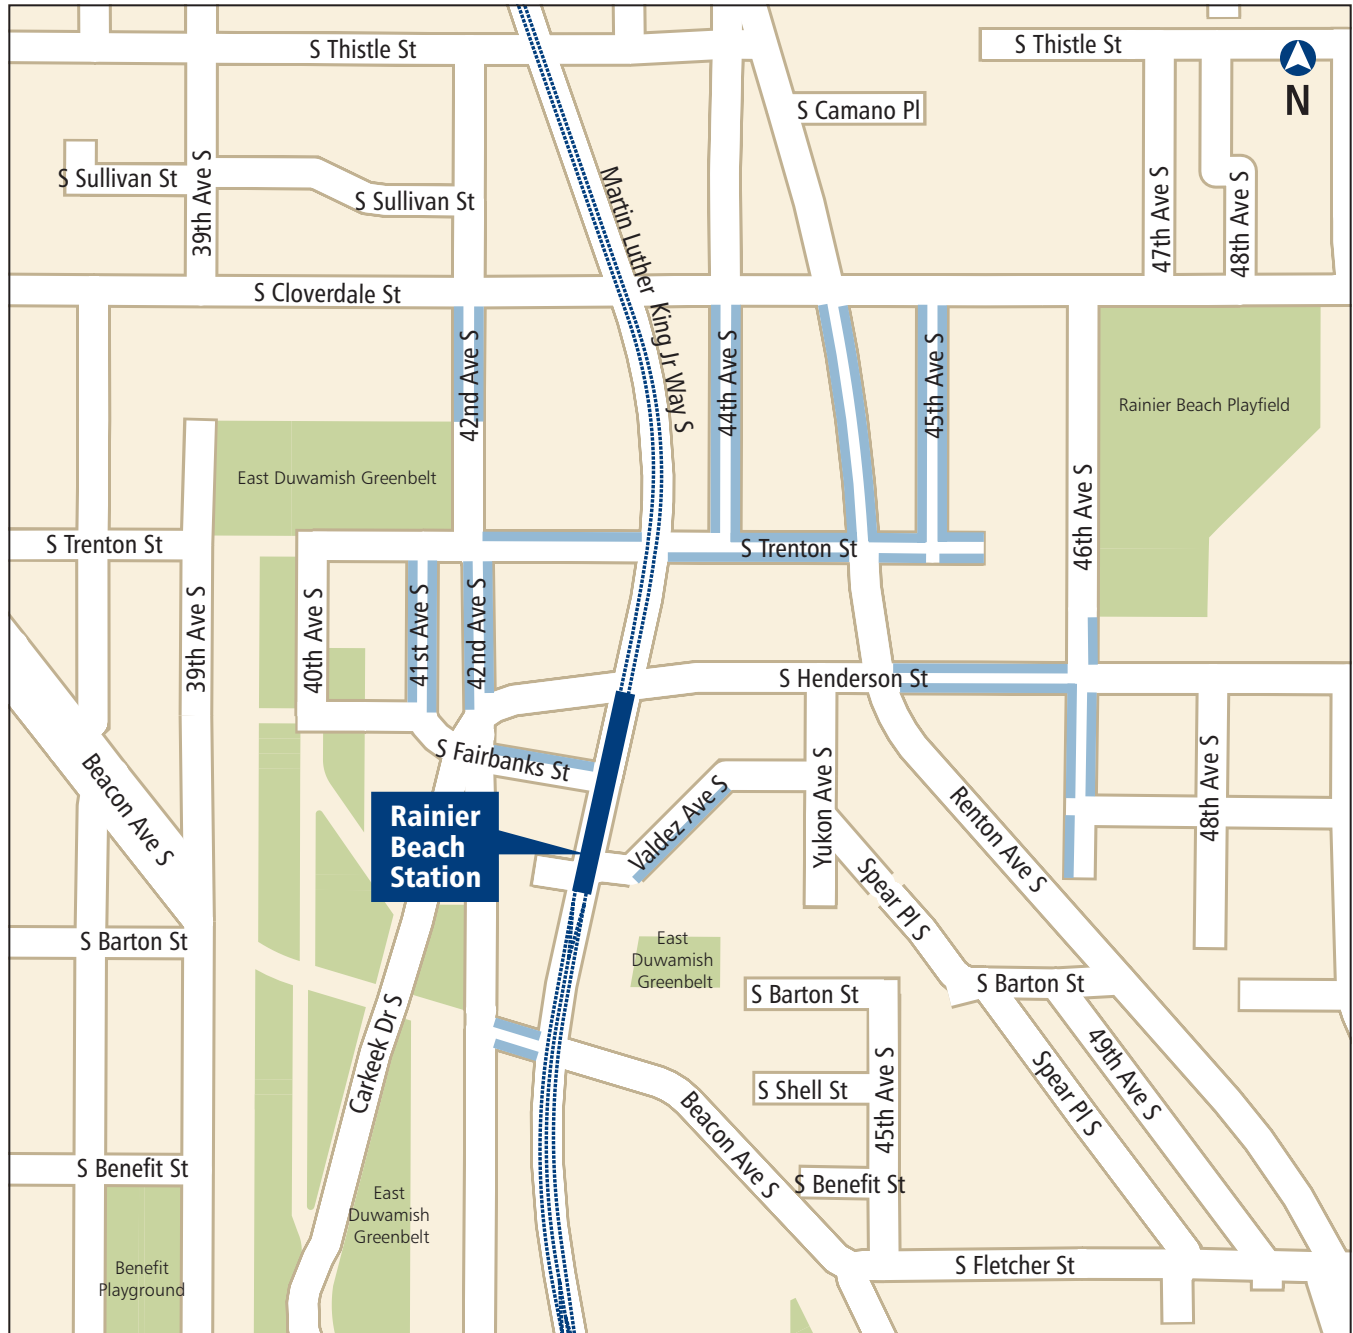 S Thistle St
S Thistle St
N
S Camano Pl
S Sullivan St
39th Ave S
S Sullivan St
Martin Luther King Jr Way S
47th Ave S
48th Ave S
S Cloverdale St
42nd Ave S
44th Ave S
45th Ave S
Rainier Beach Playfield
East Duwamish Greenbelt
46th Ave S
S Trenton St
S Trenton St
39th Ave S
40th Ave S
41st Ave S
42nd Ave S
S Henderson St
S Fairbanks St
Beacon Ave S
Rainier
Beach
Station
Valdez Ave S
Yukon Ave S
Renton Ave S
48th Ave S
Spear Pl S
S Barton St
East
Duwamish
Greenbelt
S Barton St
S Barton St
Carkeek Dr S
S Shell St
45th Ave S
Spear Pl S
49th Ave S
Beacon Ave S
S Benefit St
S Benefit St
East
Duwamish
Greenbelt
Benefit
Playground
S Fletcher St